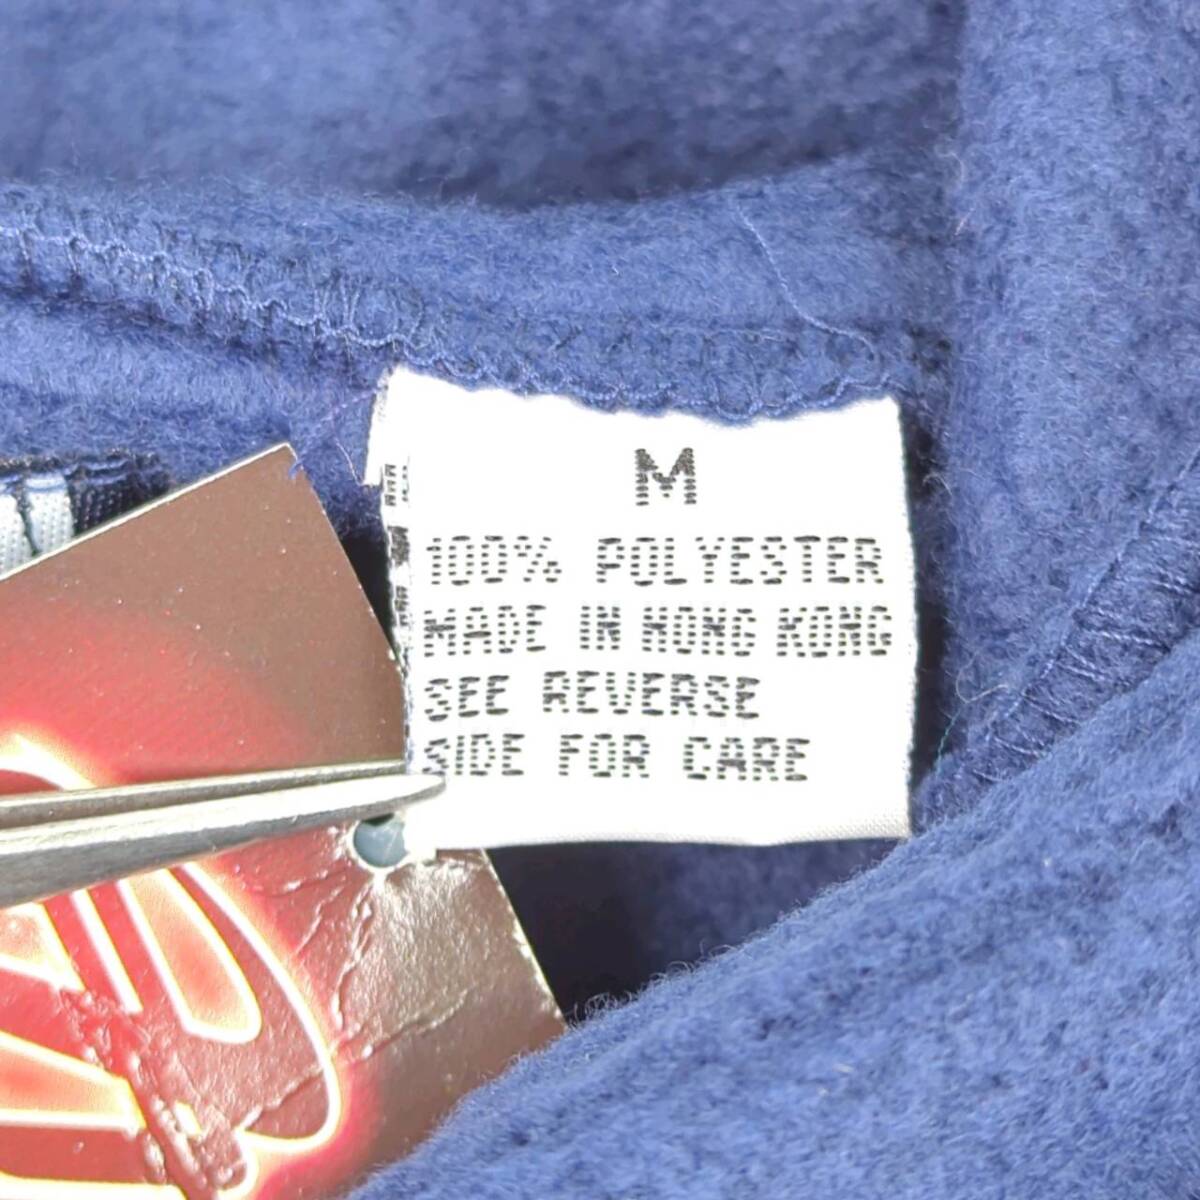 M
100% POLYESTER
MADE IN HONG KONG
SEE REVERSE
SIDE FOR CARE